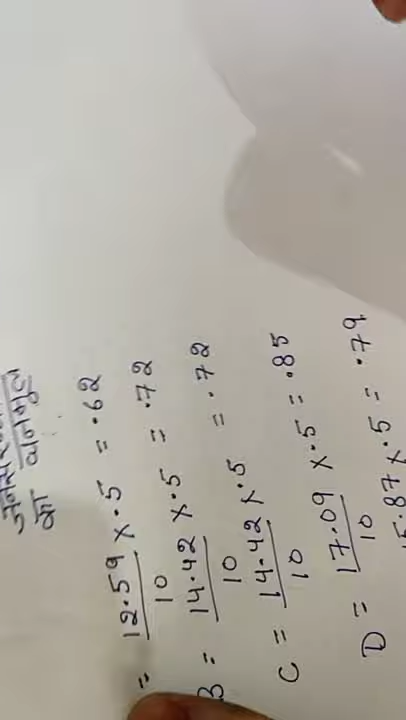 का
= 12.59 × .5 = .62
10
B = 14.42 × .5 = .72
10
C = 14.42 × .5 = .72
10
D = 17.09 × .5 = .85
10
5.87 × .5 = .79